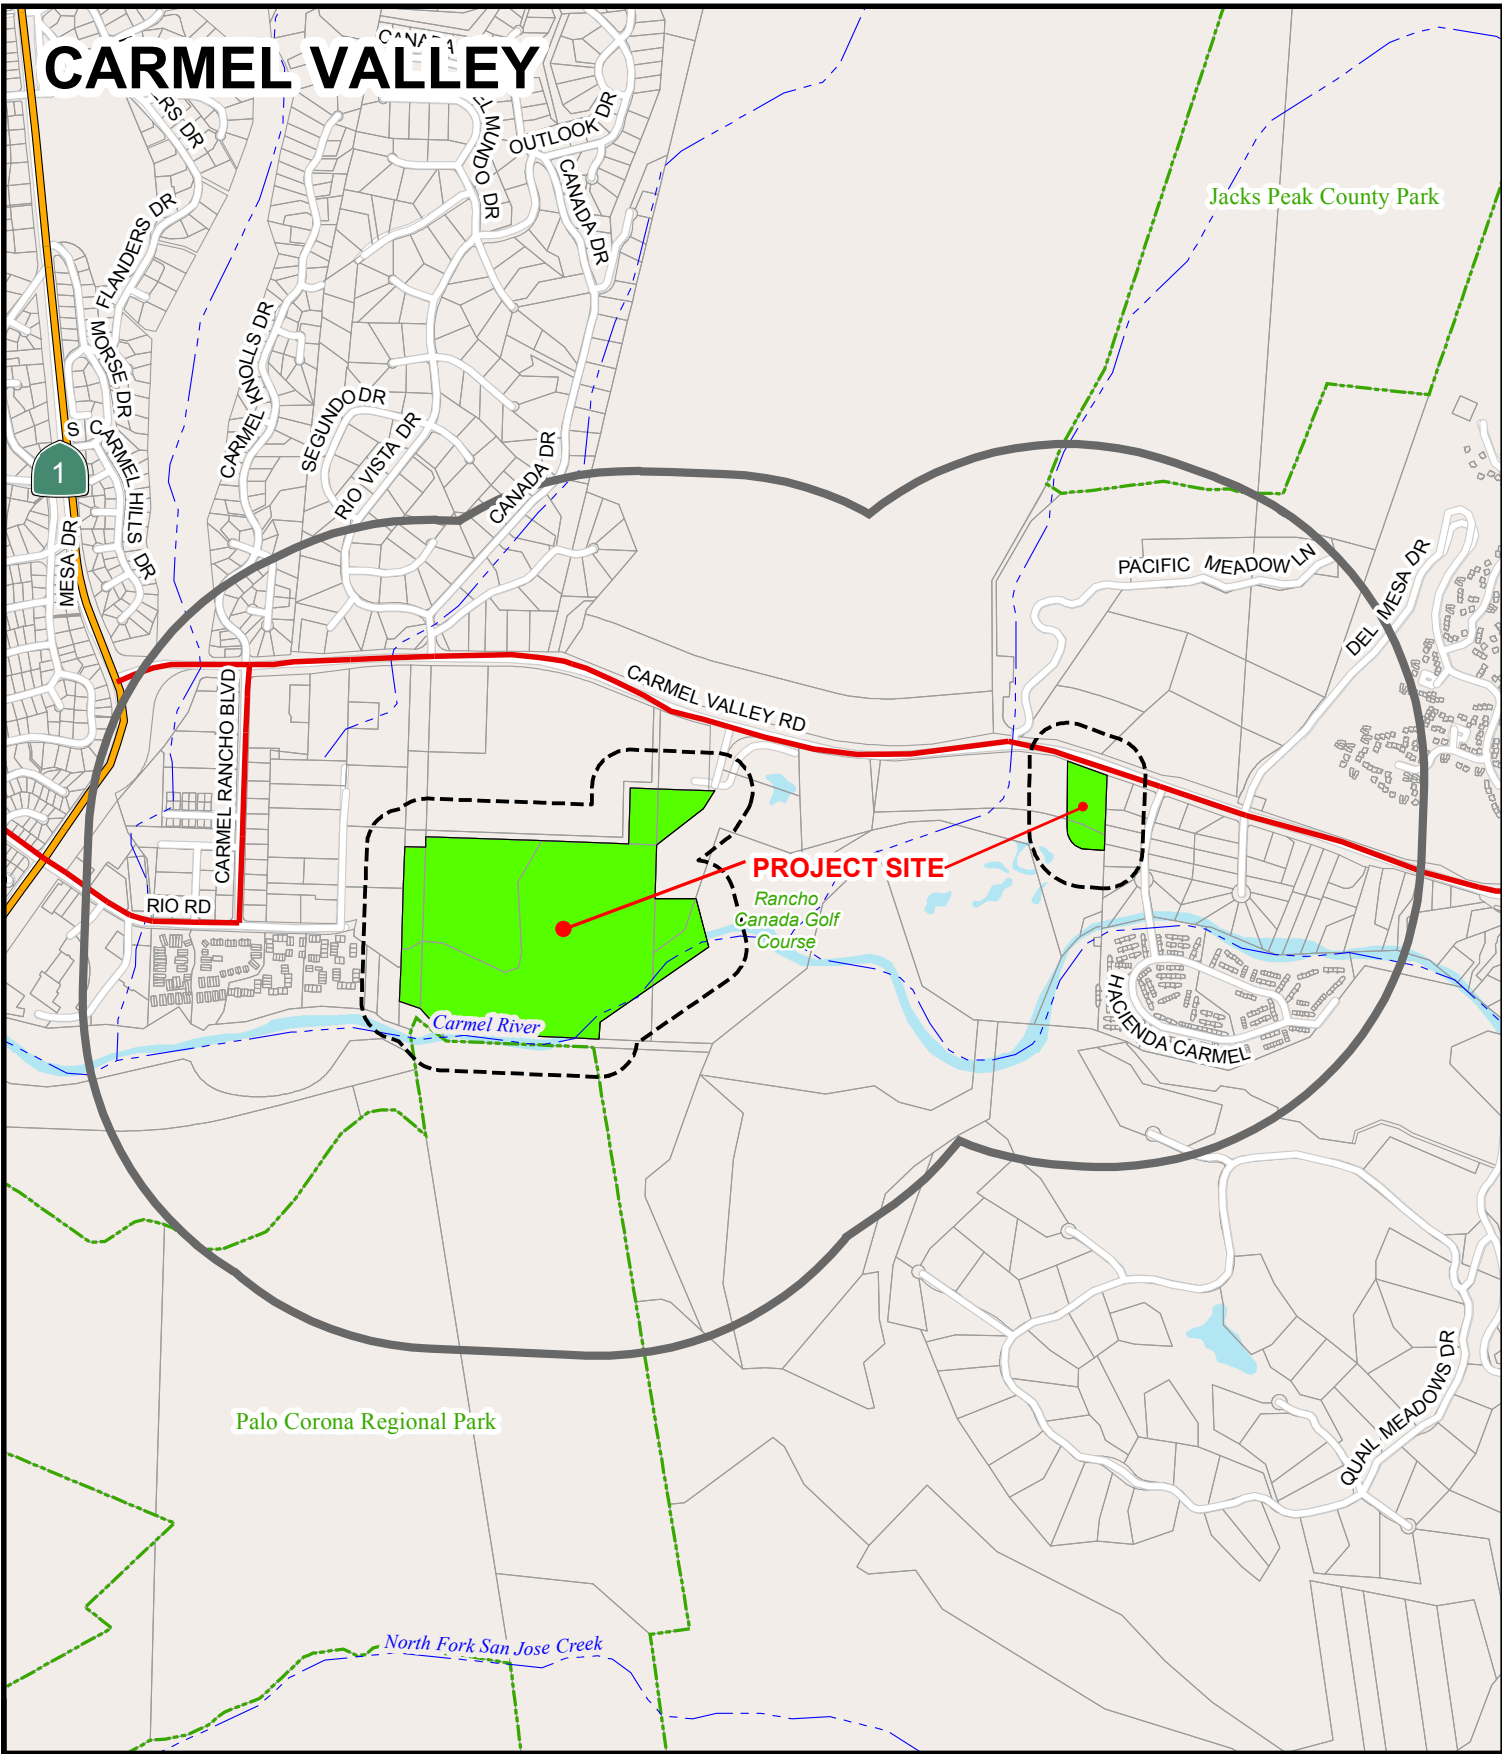 CARMEL VALLEY
CANADA
ERS DR
EL MUNDO DR
OUTLOOK DR
CANADA DR
Jacks Peak County Park
FLANDERS DR
MORSE DR
CARMEL KNOLLS DR
SEGUNDO DR
RIO VISTA DR
CANADA DR
S CARMEL HILLS DR
1
MESA DR
PACIFIC MEADOW LN
DEL MESA DR
CARMEL VALLEY RD
CARMEL RANCHO BLVD
PROJECT SITE
Rancho
Canada Golf
Course
RIO RD
Carmel River
HACIENDA CARMEL
QUAIL MEADOWS DR
Palo Corona Regional Park
North Fork San Jose Creek